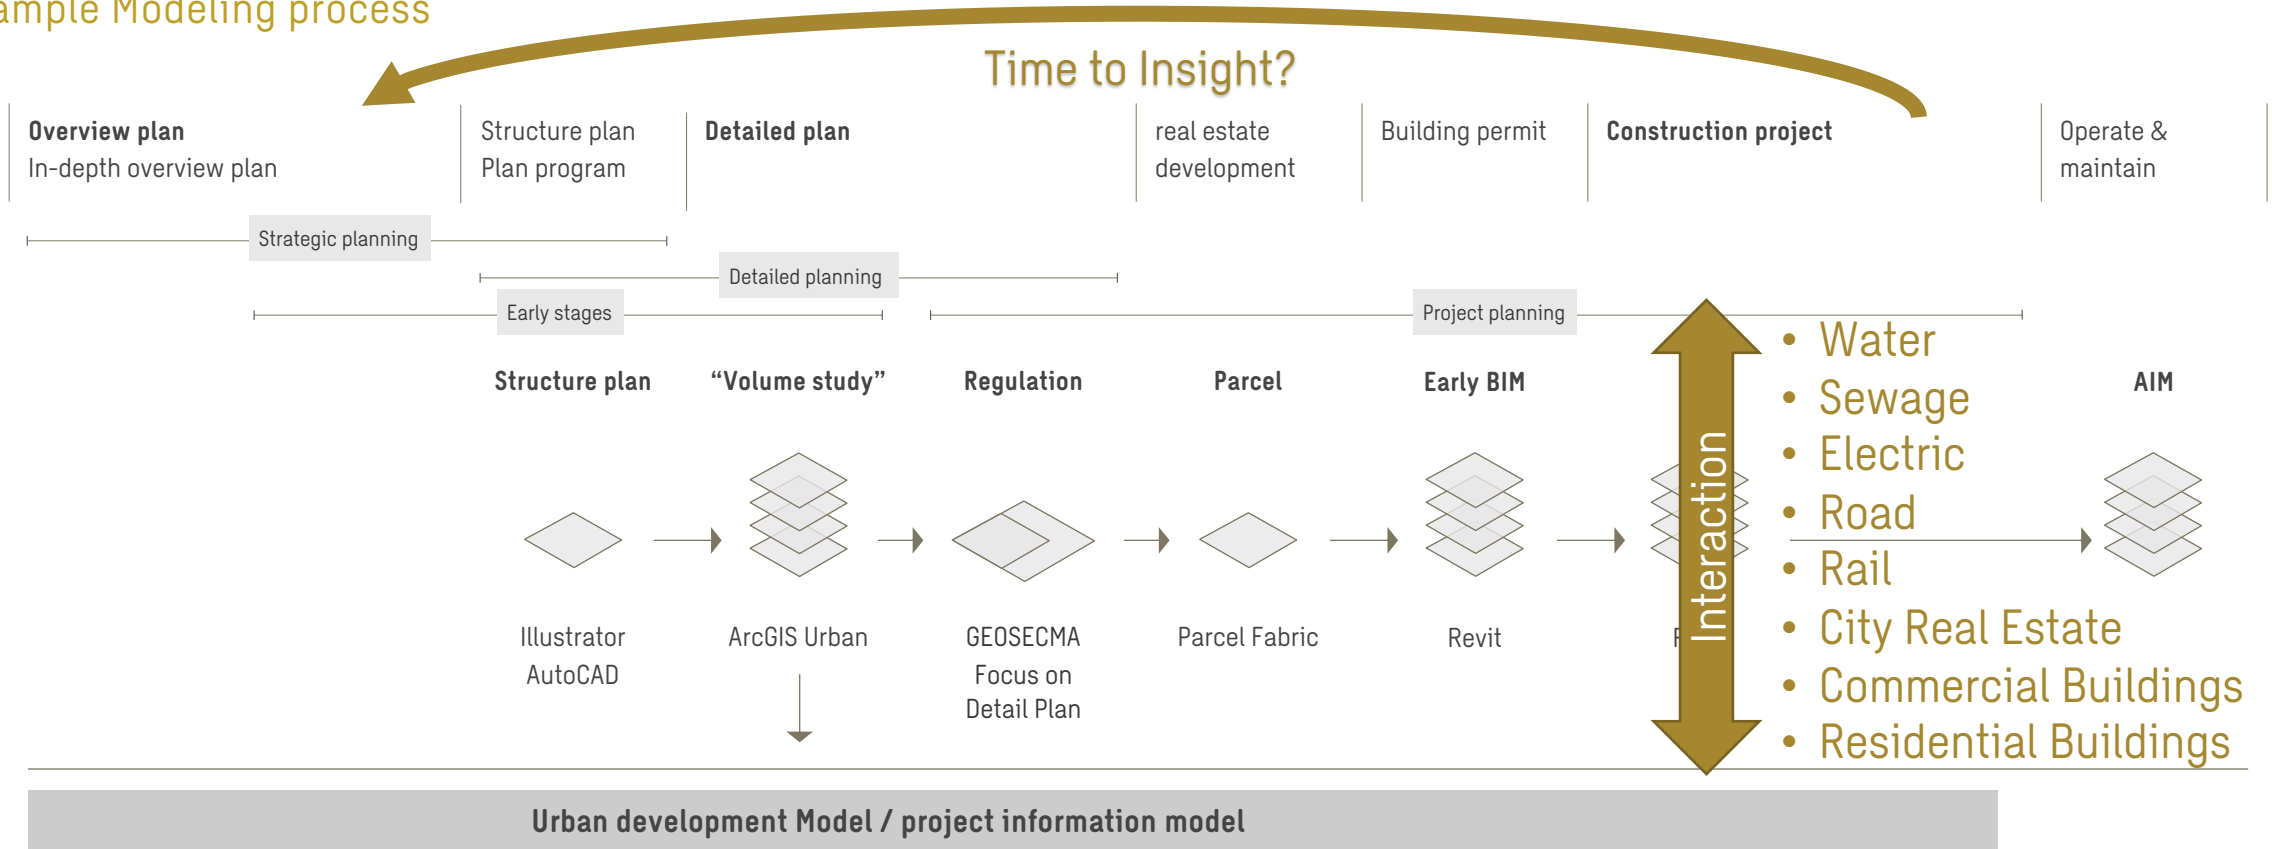 ample Modeling process
Time to Insight?
Overview plan
In-depth overview plan
Structure plan
Plan program
Detailed plan
real estate
development
Building permit
Construction project
Operate &
maintain
Strategic planning
Detailed planning
Early stages
Project planning
Structure plan
“Volume study”
Regulation
Parcel
Early BIM
AIM
Illustrator
AutoCAD
ArcGIS Urban
GEOSECMA
Focus on
Detail Plan
Parcel Fabric
Revit
Interaction
• Water
• Sewage
• Electric
• Road
• Rail
• City Real Estate
• Commercial Buildings
• Residential Buildings
Urban development Model / project information model